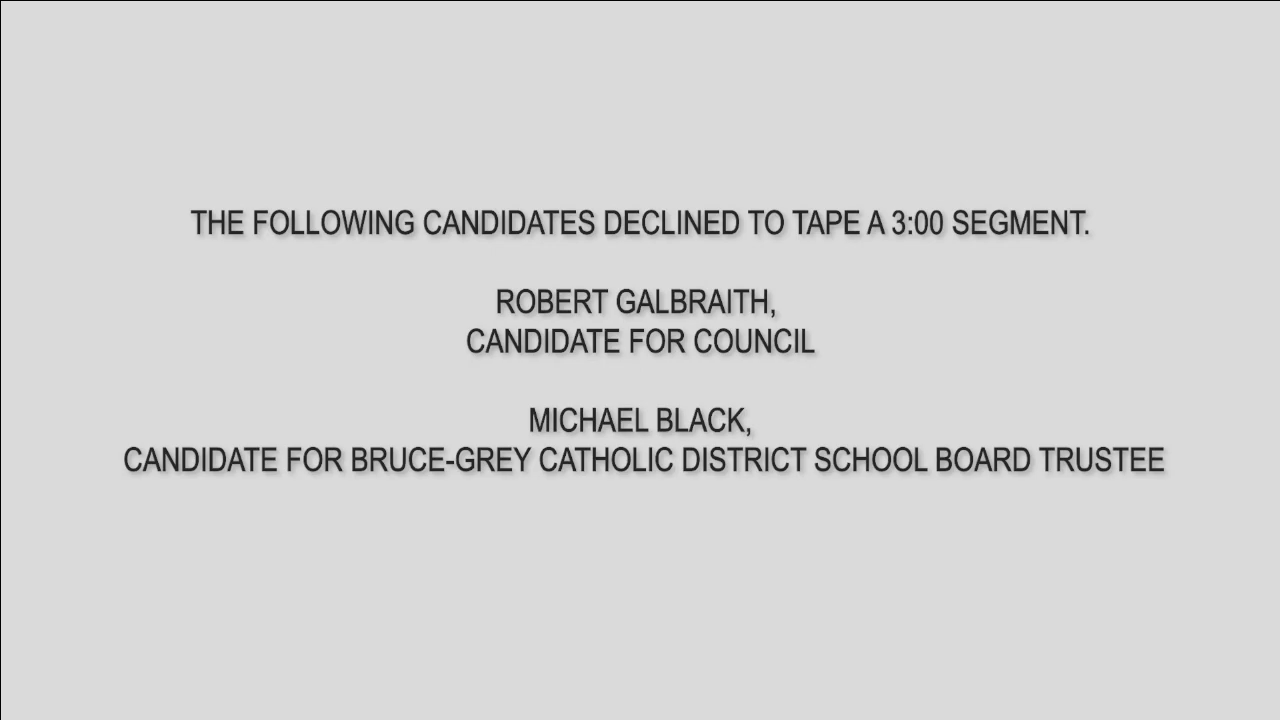 THE FOLLOWING CANDIDATES DECLINED TO TAPE A 3:00 SEGMENT.
ROBERT GALBRAITH,
CANDIDATE FOR COUNCIL
MICHAEL BLACK,
CANDIDATE FOR BRUCE-GREY CATHOLIC DISTRICT SCHOOL BOARD TRUSTEE